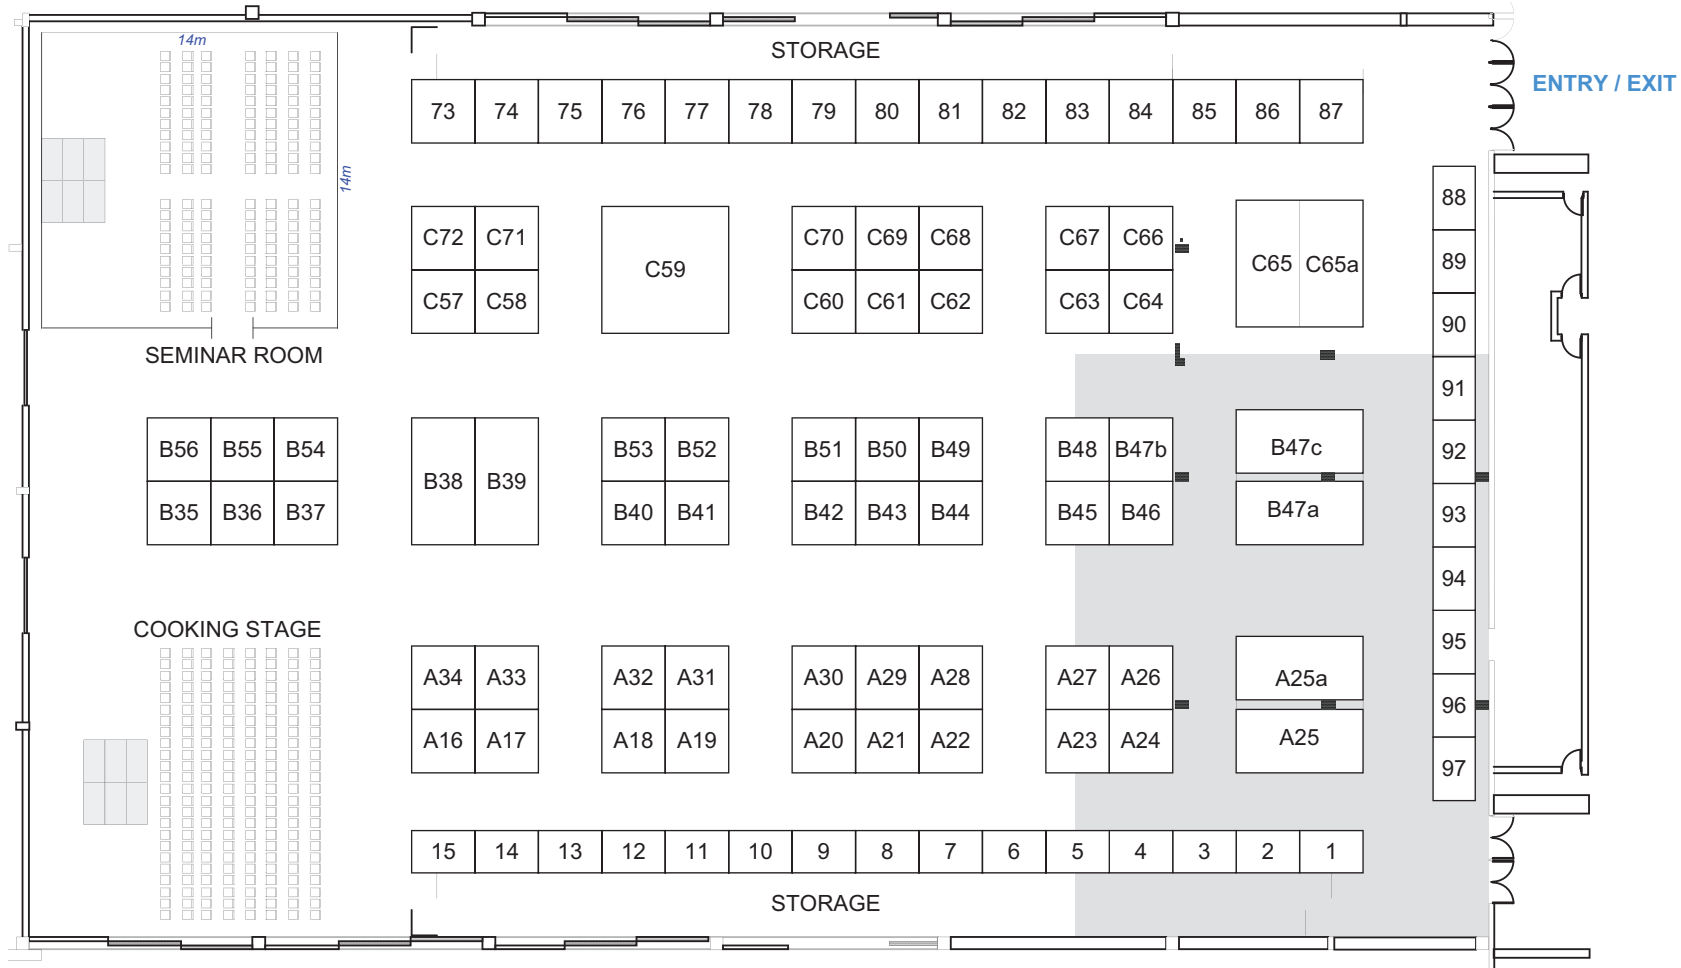 14m
STORAGE
ENTRY / EXIT
73 74 75 76 77 78 79 80 81 82 83 84 85 86 87
14m
88
C72 C71 C59 C70 C69 C68 C67 C66 C65 C65a 89
C57 C58 C60 C61 C62 C63 C64
90
SEMINAR ROOM
91
B56 B55 B54 B38 B39 B53 B52 B51 B50 B49 B48 B47b B47c 92
B35 B36 B37 B40 B41 B42 B43 B44 B45 B46 B47a 93
94
COOKING STAGE
95
A34 A33 A32 A31 A30 A29 A28 A27 A26 A25a 96
A16 A17 A18 A19 A20 A21 A22 A23 A24 A25 97
15 14 13 12 11 10 9 8 7 6 5 4 3 2 1
STORAGE